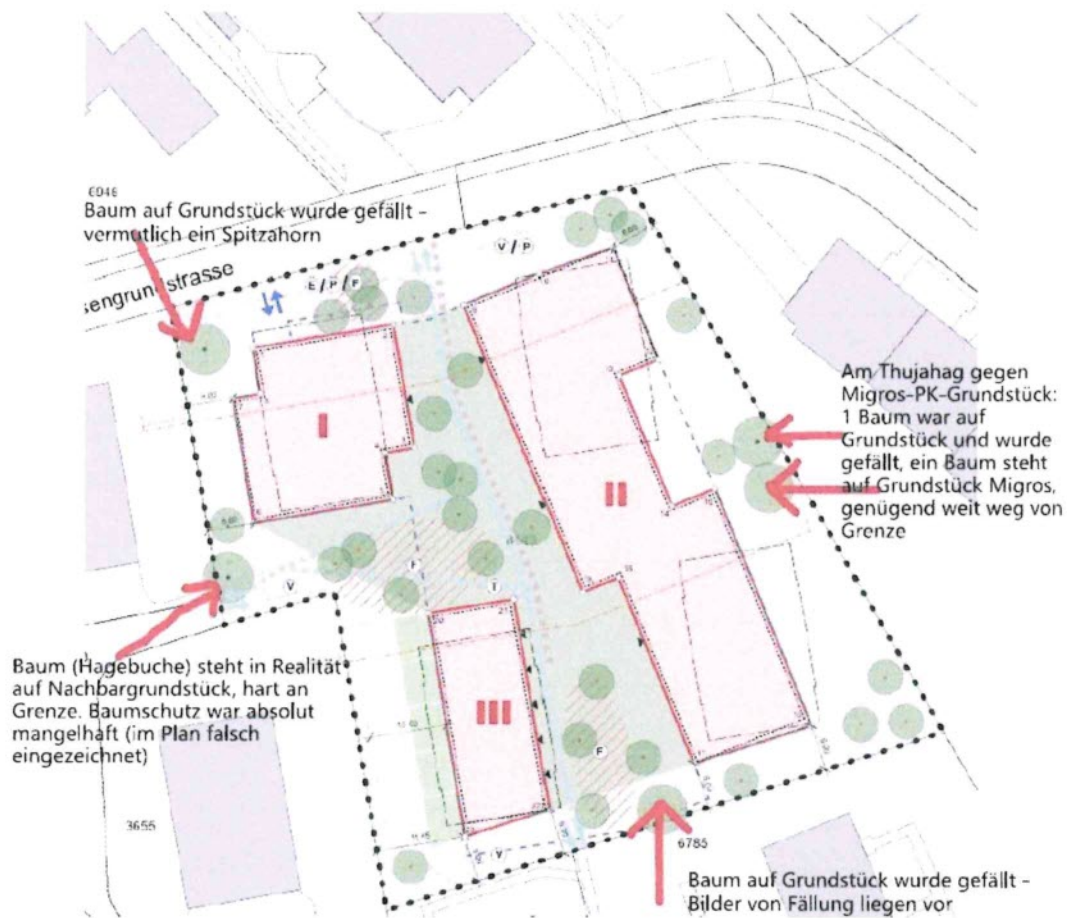 6046
Baum auf Grundstück wurde gefällt -
vermutlich ein Spitzahorn
sengrundstrasse
V / P
E / P / F
I
Am Thujahag gegen
Migros-PK-Grundstück:
1 Baum war auf
Grundstück und wurde
gefällt, ein Baum steht
auf Grundstück Migros,
genügend weit weg von
Grenze
II
F
T
V
Baum (Hagebuche) steht in Realität
auf Nachbargrundstück, hart an
Grenze. Baumschutz war absolut
mangelhaft (im Plan falsch
eingezeichnet)
III
F
3655
6785
Baum auf Grundstück wurde gefällt -
Bilder von Fällung liegen vor